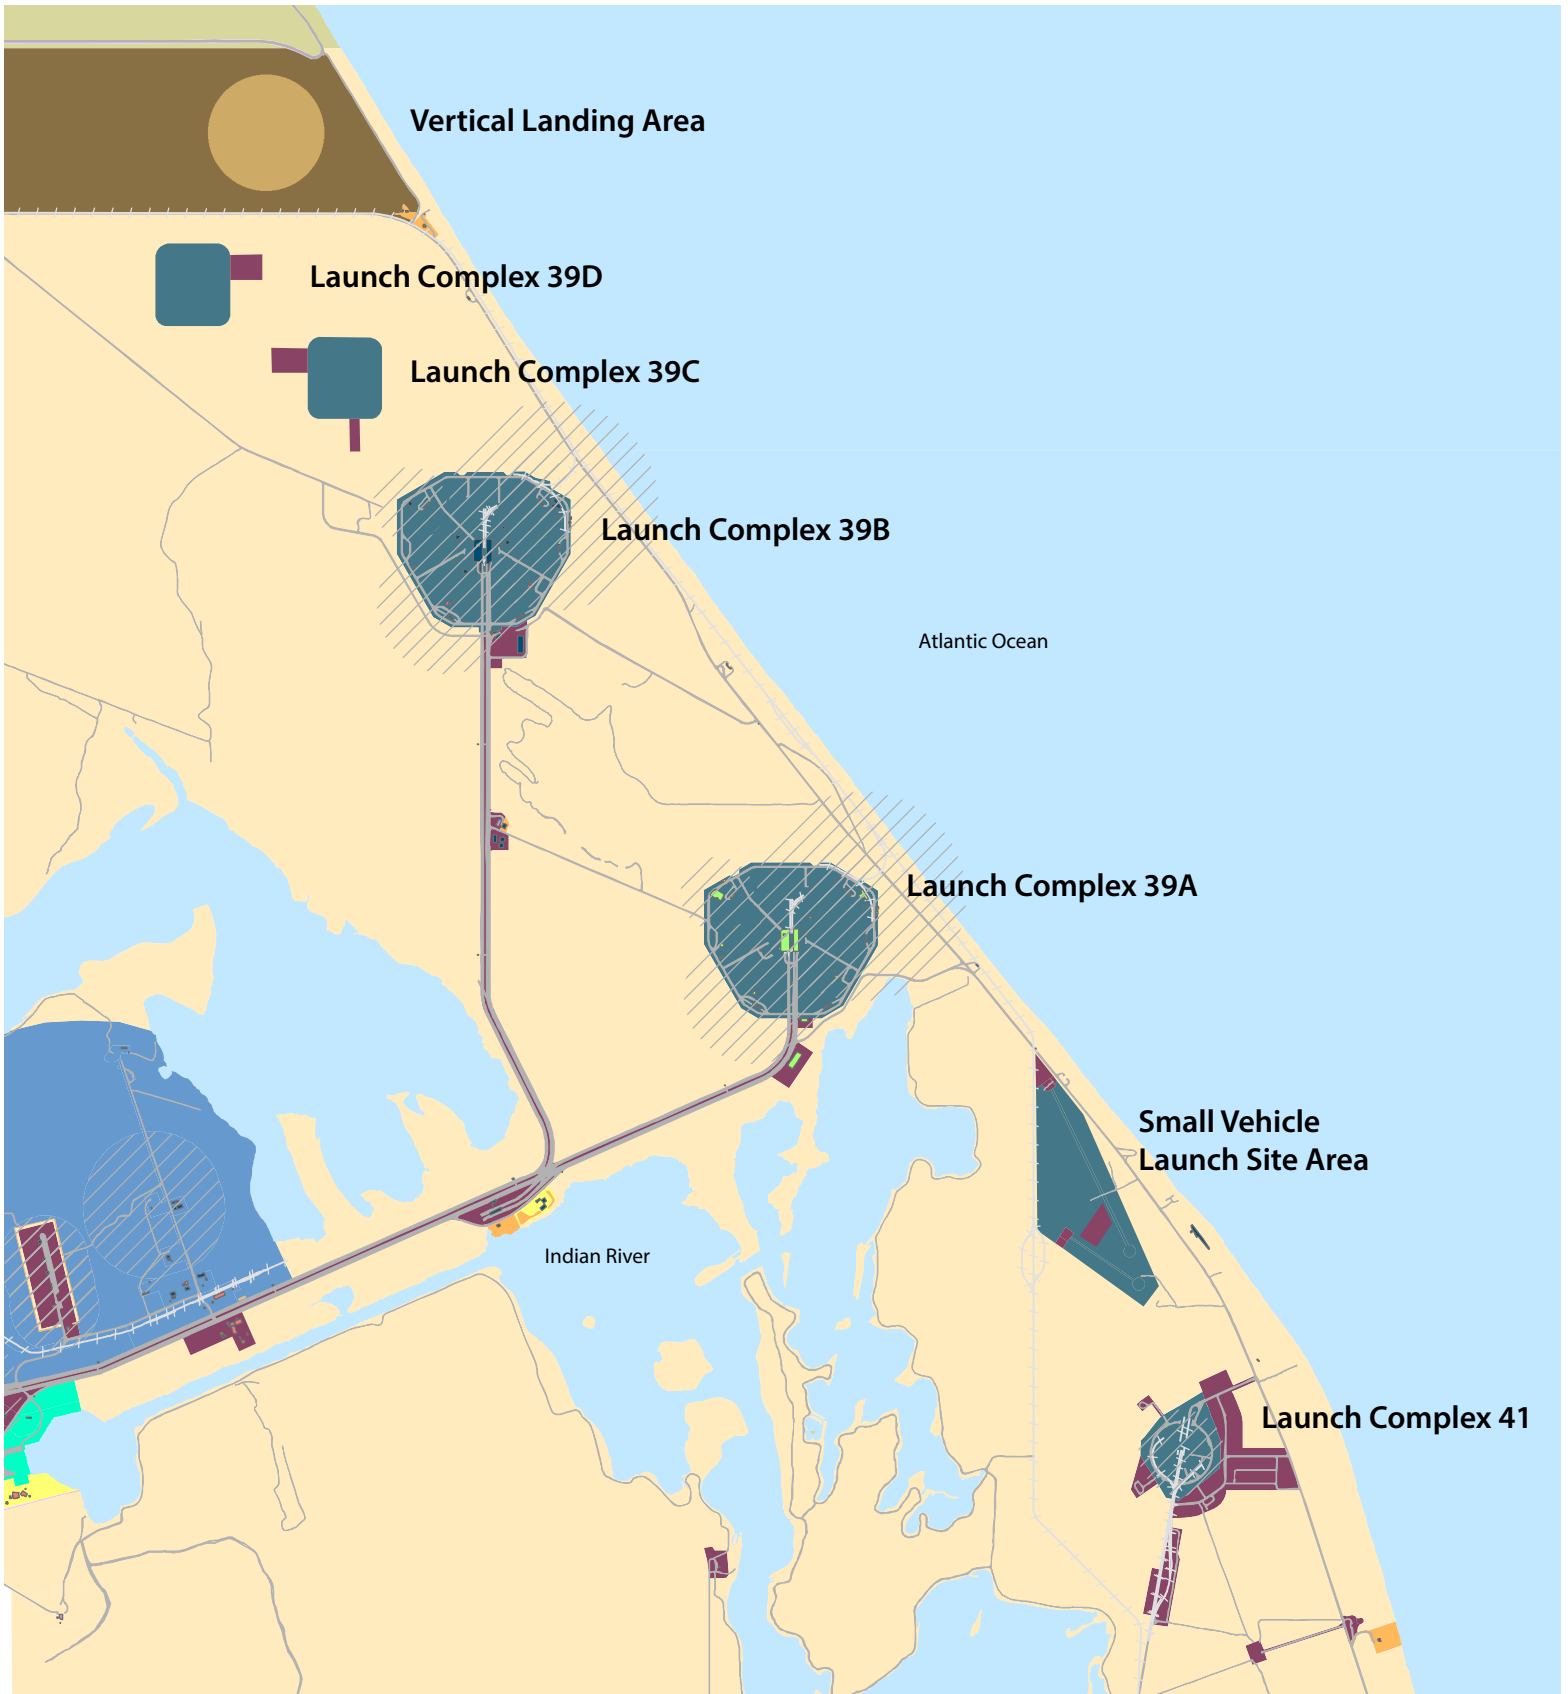 Vertical Landing Area
Launch Complex 39D
Launch Complex 39C
Launch Complex 39B
Atlantic Ocean
Launch Complex 39A
Small Vehicle
Launch Site Area
Indian River
Launch Complex 41